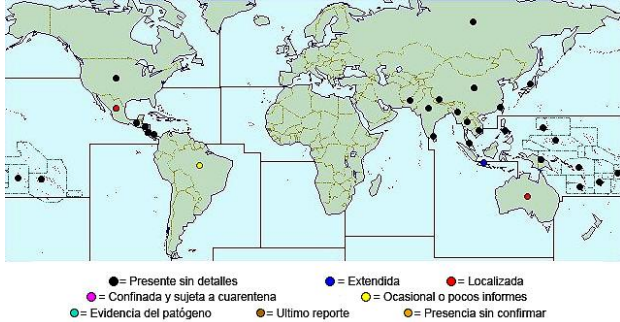 = Presente sin detalles = Extendida = Localizada
= Confinada y sujeta a cuarentena = Ocasional o pocos informes
= Evidencia del patógeno = Ultimo reporte = Presencia sin confirmar